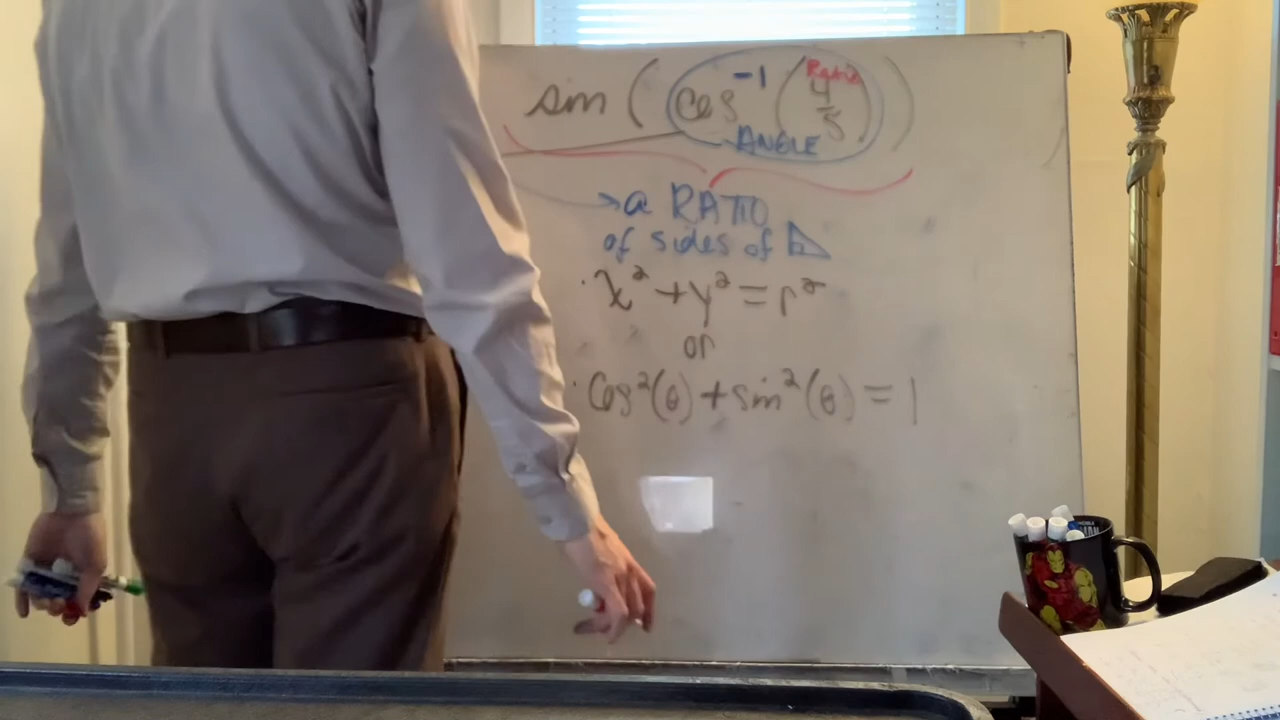 sin (cos⁻¹ (4/5))
Ratio
ANGLE
→ a RATIO
of sides of
· x² + y² = r²
or
· cos²(θ) + sin²(θ) = 1